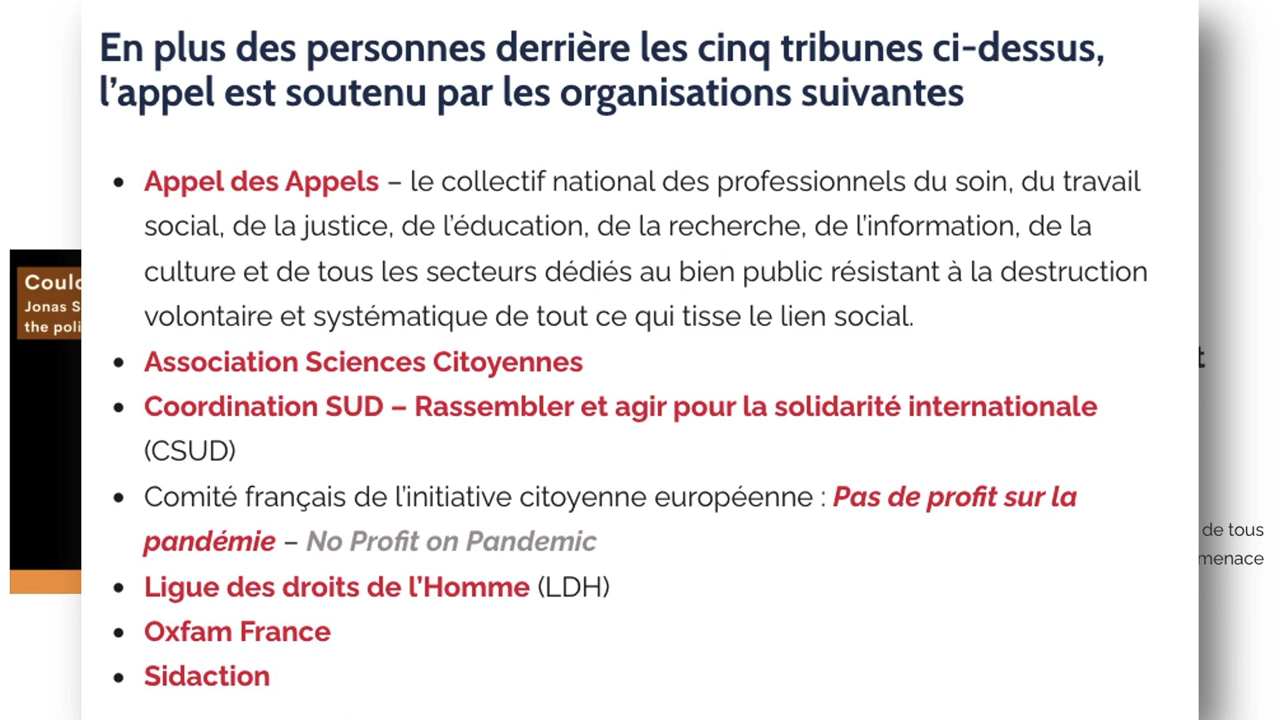 En plus des personnes derrière les cinq tribunes ci-dessus,
l'appel est soutenu par les organisations suivantes
• Appel des Appels – le collectif national des professionnels du soin, du travail
social, de la justice, de l'éducation, de la recherche, de l'information, de la
culture et de tous les secteurs dédiés au bien public résistant à la destruction
volontaire et systématique de tout ce qui tisse le lien social.
• Association Sciences Citoyennes
• Coordination SUD – Rassembler et agir pour la solidarité internationale
(CSUD)
• Comité français de l'initiative citoyenne européenne : Pas de profit sur la
pandémie – No Profit on Pandemic
• Ligue des droits de l'Homme (LDH)
• Oxfam France
• Sidaction
Jonas
the
de tous
menace